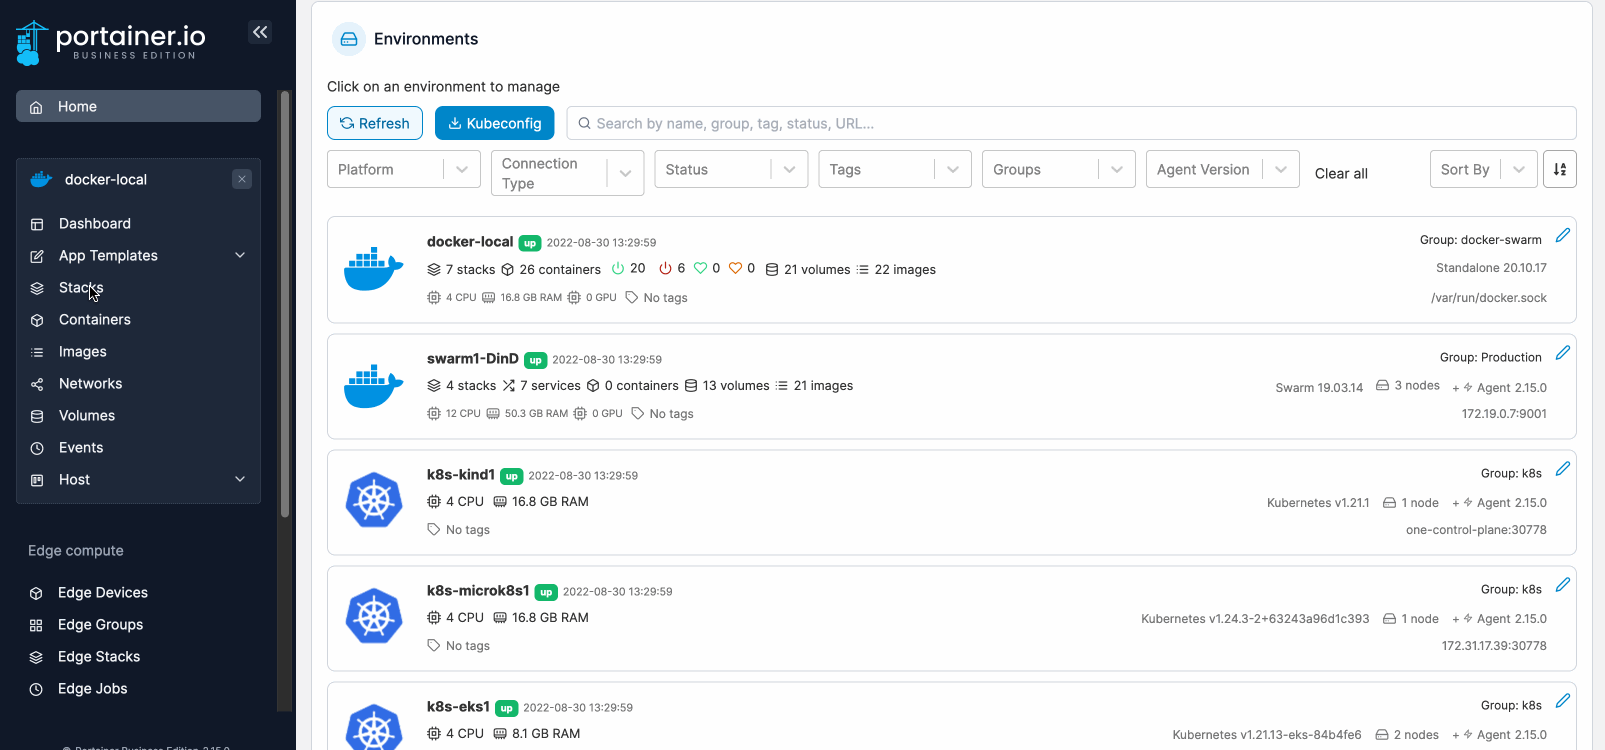 portainer.io
BUSINESS EDITION
Home
docker-local
Dashboard
App Templates
Stacks
Containers
Images
Networks
Volumes
Events
Host
Edge compute
Edge Devices
Edge Groups
Edge Stacks
Edge Jobs
© Portainer Business Edition 2.15.0
Environments
Click on an environment to manage
Refresh Kubeconfig Search by name, group, tag, status, URL...
Platform Connection Type Status Tags Groups Agent Version Clear all Sort By
docker-local up 2022-08-30 13:29:59 Group: docker-swarm
7 stacks 26 containers 20 6 0 0 21 volumes 22 images Standalone 20.10.17
4 CPU 16.8 GB RAM 0 GPU No tags /var/run/docker.sock
swarm1-DinD up 2022-08-30 13:29:59 Group: Production
4 stacks 7 services 0 containers 13 volumes 21 images Swarm 19.03.14 3 nodes + Agent 2.15.0
12 CPU 50.3 GB RAM 0 GPU No tags 172.19.0.7:9001
k8s-kind1 up 2022-08-30 13:29:59 Group: k8s
4 CPU 16.8 GB RAM Kubernetes v1.21.1 1 node + Agent 2.15.0
No tags one-control-plane:30778
k8s-microk8s1 up 2022-08-30 13:29:59 Group: k8s
4 CPU 16.8 GB RAM Kubernetes v1.24.3-2+63243a96d1c393 1 node + Agent 2.15.0
No tags 172.31.17.39:30778
k8s-eks1 up 2022-08-30 13:29:59 Group: k8s
4 CPU 8.1 GB RAM Kubernetes v1.21.13-eks-84b4fe6 2 nodes + Agent 2.15.0